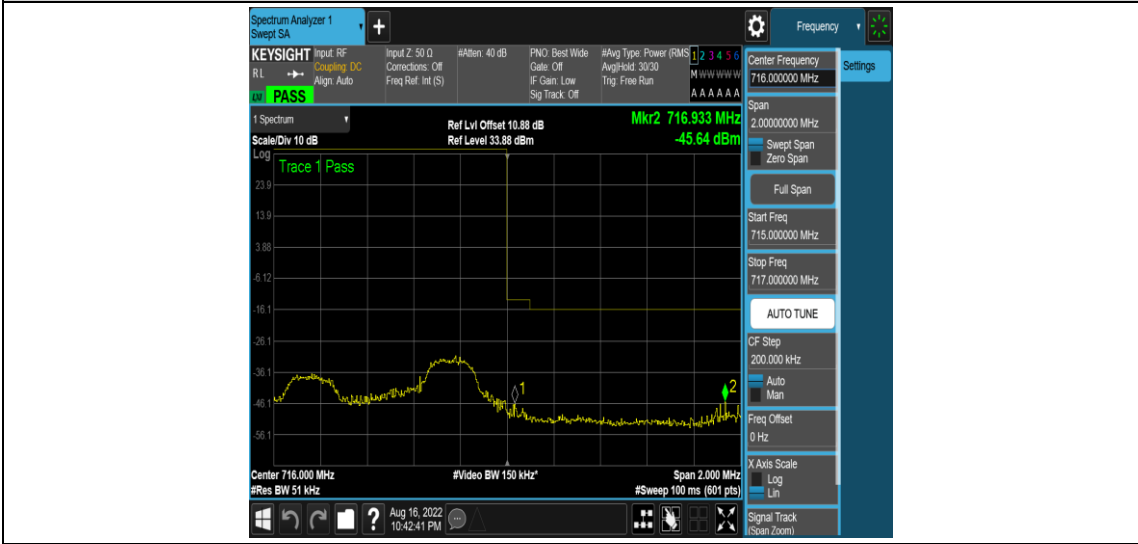 Spectrum Analyzer 1
Swept SA
+
Frequency
KEYSIGHT
RL
PASS
Input: RF
Coupling: DC
Align: Auto
Input Z: 50 Ω
Corrections: Off
Freq Ref: Int (S)
#Atten: 40 dB
PNO: Best Wide
Gate: Off
IF Gain: Low
Sig Track: Off
#Avg Type: Power (RMS
Avg|Hold: 30/30
Trig: Free Run
1 2 3 4 5 6
M W W W W W
A A A A A A
1 Spectrum
Scale/Div 10 dB
Ref Lvl Offset 10.88 dB
Ref Level 33.88 dBm
Mkr2 716.933 MHz
-45.64 dBm
Log
Trace 1 Pass
23.9
13.9
3.88
-6.12
-16.1
-26.1
-36.1
-46.1
-56.1
1
2
Center 716.000 MHz
#Video BW 150 kHz*
Span 2.000 MHz
#Res BW 51 kHz
#Sweep 100 ms (601 pts)
?
Aug 16, 2022
10:42:41 PM
Center Frequency
716.000000 MHz
Settings
Span
2.00000000 MHz
Swept Span
Zero Span
Full Span
Start Freq
715.000000 MHz
Stop Freq
717.000000 MHz
AUTO TUNE
CF Step
200.000 kHz
Auto
Man
Freq Offset
0 Hz
X Axis Scale
Log
Lin
Signal Track
(Span Zoom)